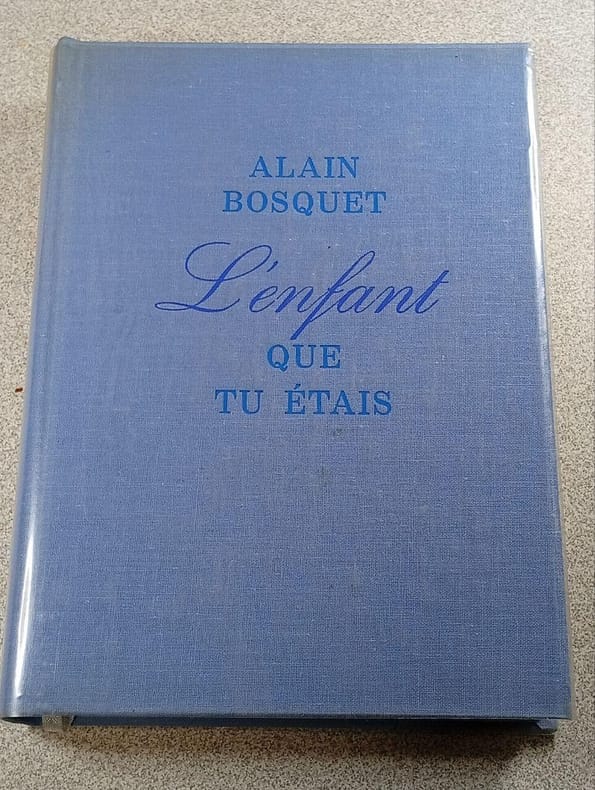 ALAIN
BOSQUET
L'enfant
QUE
TU ÉTAIS